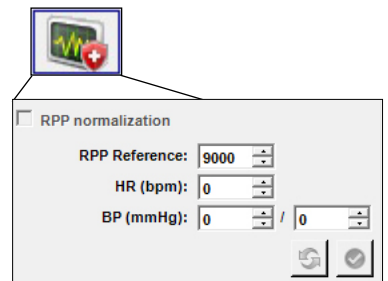 RPP normalization
RPP Reference: 9000
HR (bpm): 0
BP (mmHg): 0 / 0